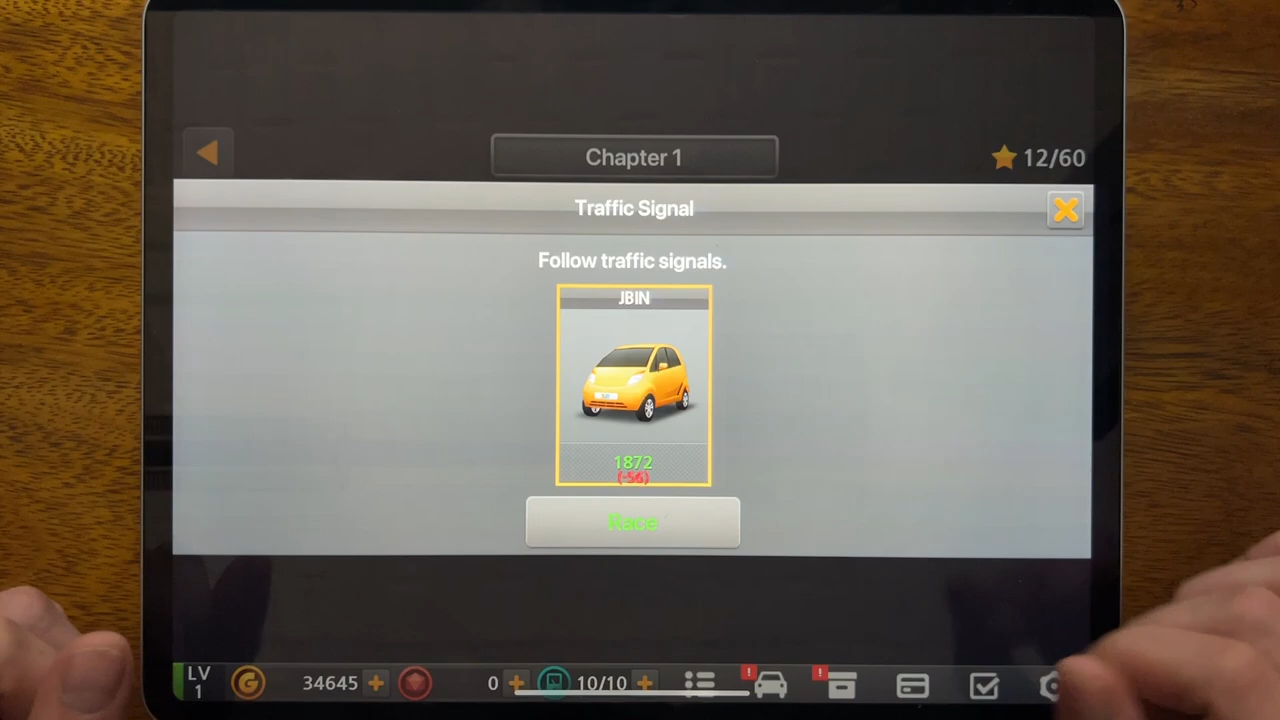 Chapter 1
12/60
Traffic Signal
Follow traffic signals.
JBIN
1872
(-56)
Race
LV
1
34645
0
10/10